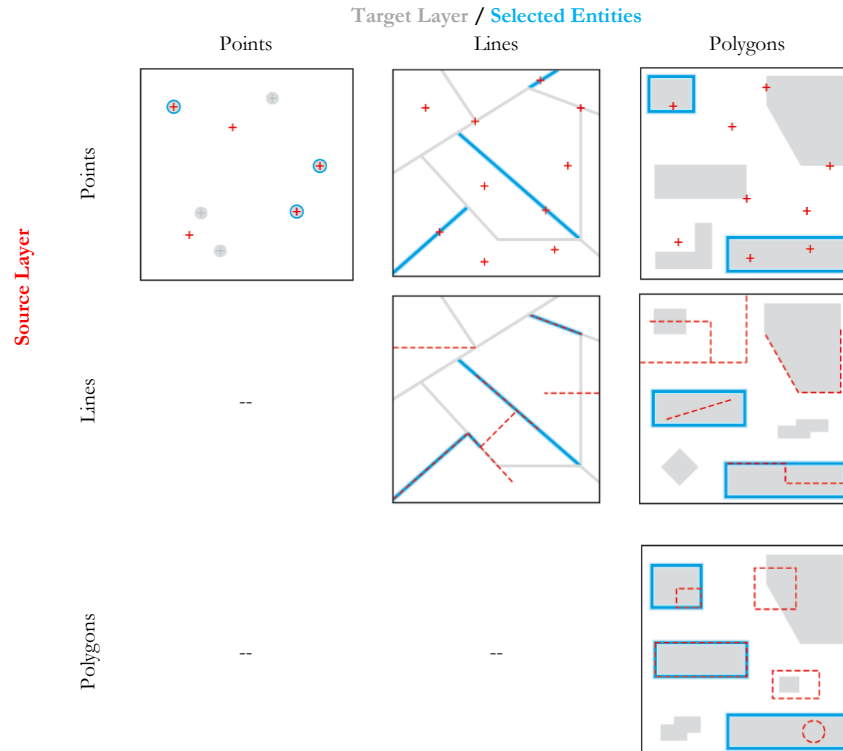 Target Layer / Selected Entities
Points
Lines
Polygons
Source Layer
Points
Lines
--
Polygons
--
--